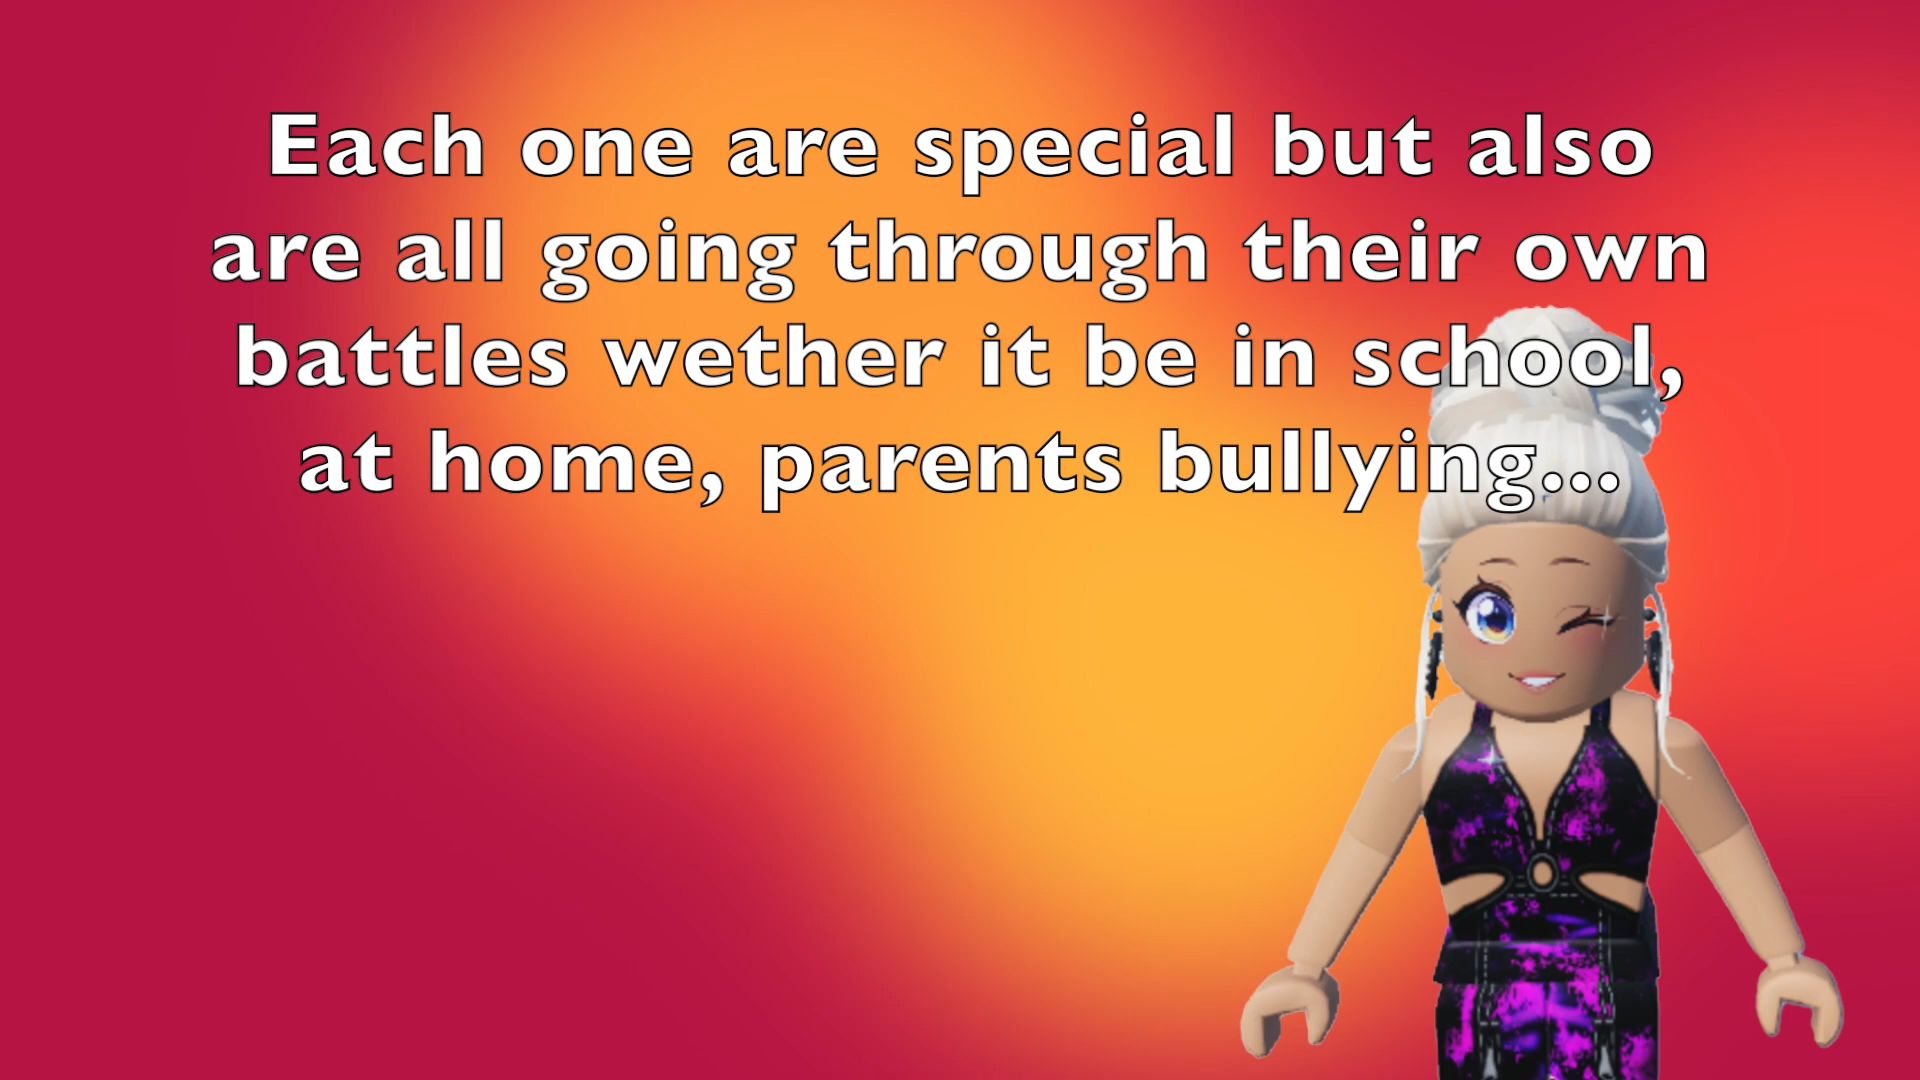 Each one are special but also
are all going through their own
battles wether it be in school,
at home, parents bullying...